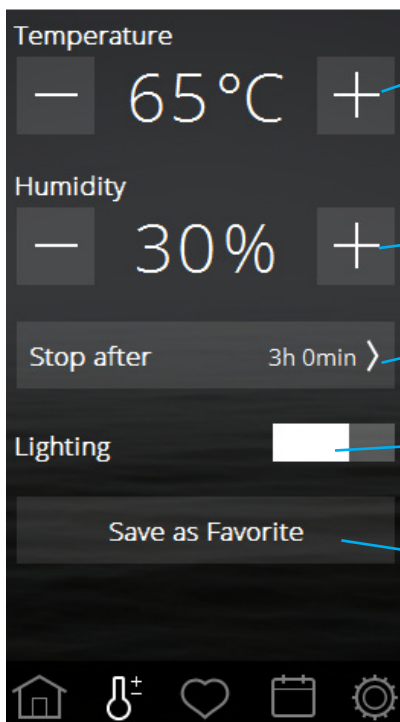 Temperature
− 65°C +
Humidity
− 30% +
Stop after 3h 0min ❭
Lighting
Save as Favorite